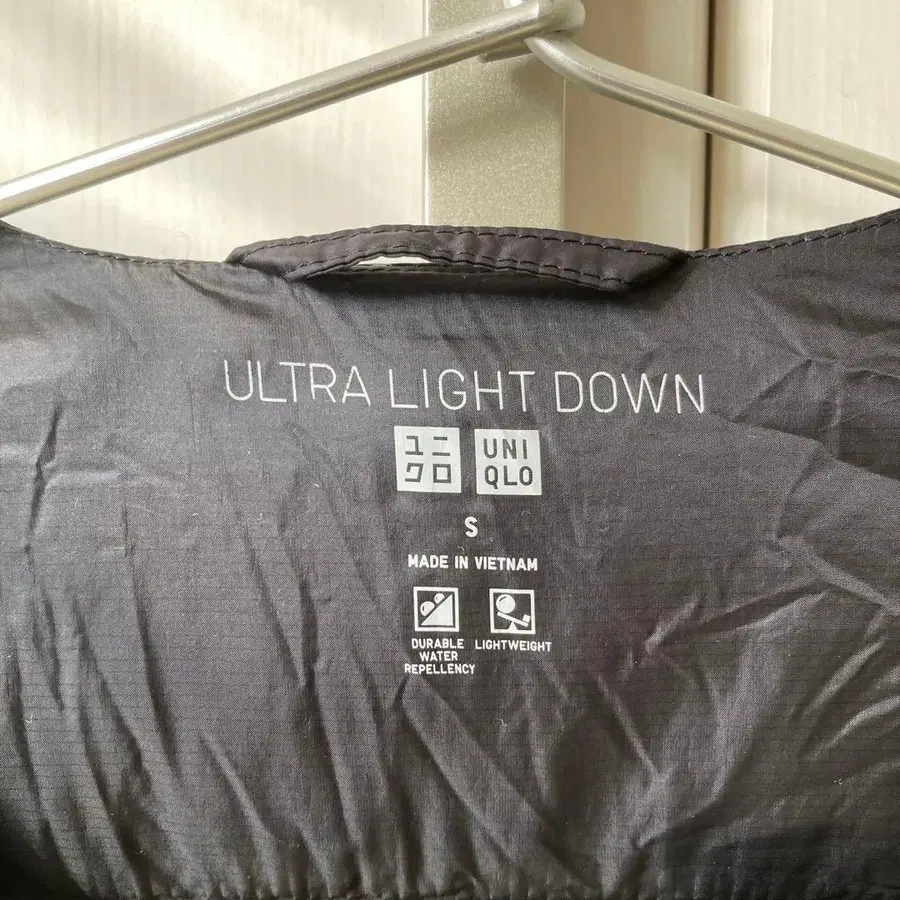 ULTRA LIGHT DOWN
ユニ UNI
クロ QLO
S
MADE IN VIETNAM
DURABLE LIGHTWEIGHT
WATER
REPELLENCY